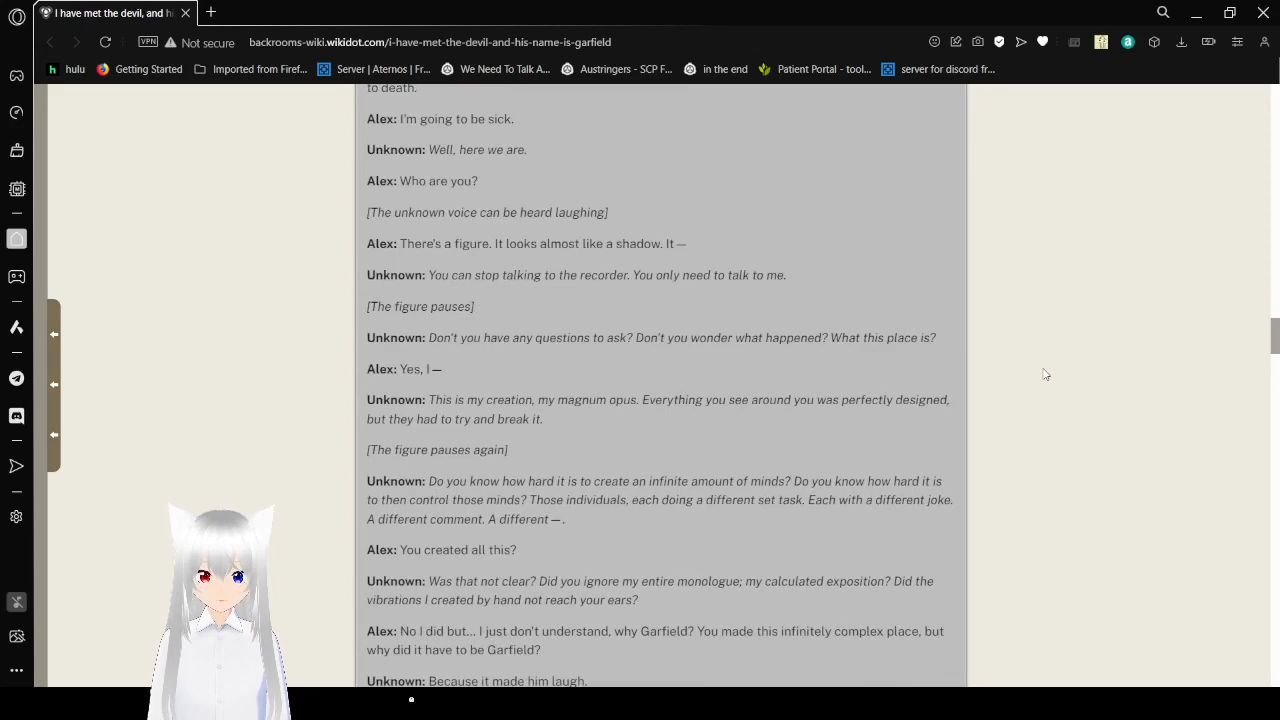 I have met the devil, and hi
Not secure
VPN
backrooms-wiki.wikidot.com/i-have-met-the-devil-and-his-name-is-garfield
hulu
Getting Started
Imported from Firef...
Server | Aternos | Fr...
We Need To Talk A...
Austringers - SCP F...
in the end
Patient Portal - tool...
server for discord fr...
to death.
Alex: I'm going to be sick.
Unknown: Well, here we are.
Alex: Who are you?
[The unknown voice can be heard laughing]
Alex: There's a figure. It looks almost like a shadow. It —
Unknown: You can stop talking to the recorder. You only need to talk to me.
[The figure pauses]
Unknown: Don't you have any questions to ask? Don't you wonder what happened? What this place is?
Alex: Yes, I —
Unknown: This is my creation, my magnum opus. Everything you see around you was perfectly designed,
but they had to try and break it.
[The figure pauses again]
Unknown: Do you know how hard it is to create an infinite amount of minds? Do you know how hard it is
to then control those minds? Those individuals, each doing a different set task. Each with a different joke.
A different comment. A different — .
Alex: You created all this?
Unknown: Was that not clear? Did you ignore my entire monologue; my calculated exposition? Did the
vibrations I created by hand not reach your ears?
Alex: No I did but... I just don't understand, why Garfield? You made this infinitely complex place, but
why did it have to be Garfield?
Unknown: Because it made him laugh.